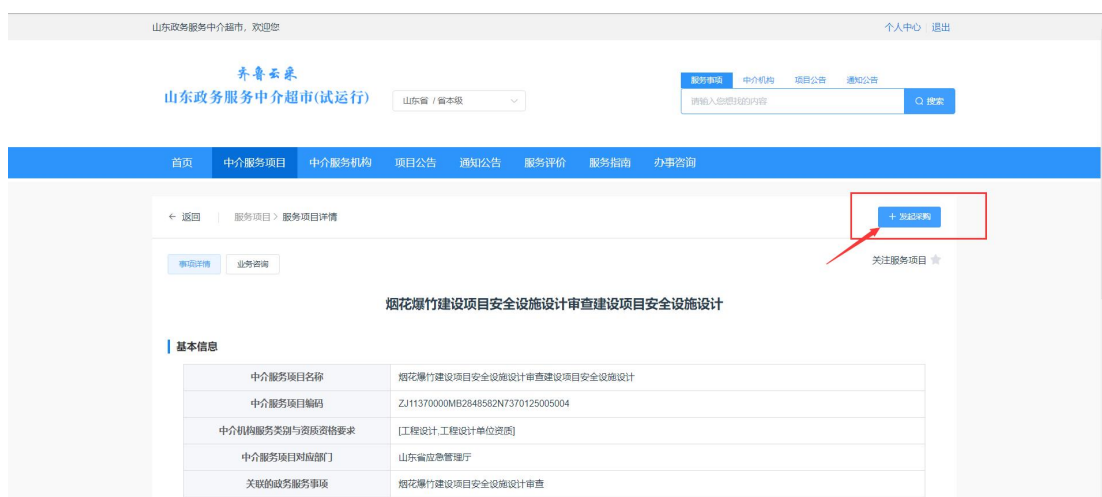 山东政务服务中介超市，欢迎您
个人中心 退出
齐鲁云采
山东政务服务中介超市(试运行)
山东省 / 省本级
服务事项 中介机构 项目公告 通知公告
请输入您想找的内容
搜索
首页 中介服务项目 中介服务机构 项目公告 通知公告 服务评价 服务指南 办事咨询
← 返回 服务项目 > 服务项目详情
+ 发起采购
事项详情 业务咨询
关注服务项目
烟花爆竹建设项目安全设施设计审查建设项目安全设施设计
基本信息
中介服务项目名称 烟花爆竹建设项目安全设施设计审查建设项目安全设施设计
中介服务项目编码 ZJ11370000MB2848582N7370125005004
中介机构服务类别与资质资格要求 [工程设计,工程设计单位资质]
中介服务项目对应部门 山东省应急管理厅
关联的政务服务事项 烟花爆竹建设项目安全设施设计审查